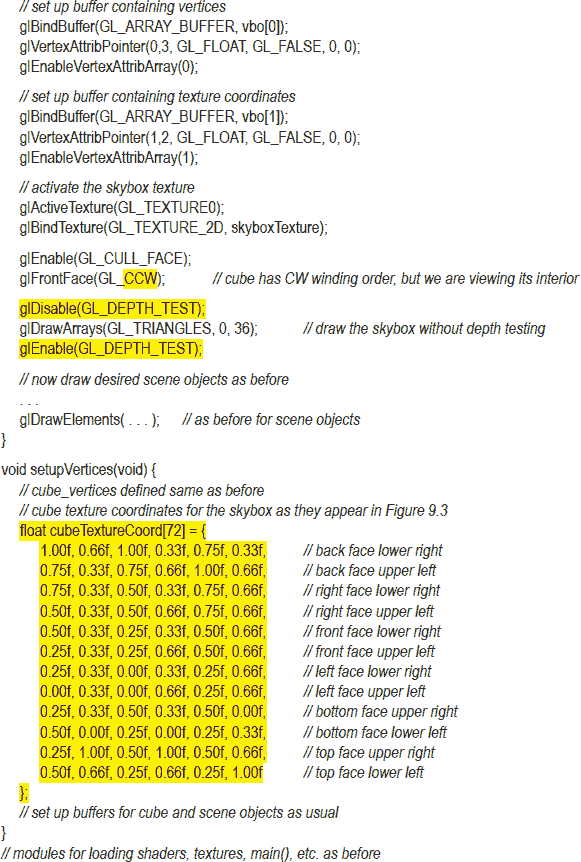 // set up buffer containing vertices
glBindBuffer(GL_ARRAY_BUFFER, vbo[0]);
glVertexAttribPointer(0,3, GL_FLOAT, GL_FALSE, 0, 0);
glEnableVertexAttribArray(0);
// set up buffer containing texture coordinates
glBindBuffer(GL_ARRAY_BUFFER, vbo[1]);
glVertexAttribPointer(1,2, GL_FLOAT, GL_FALSE, 0, 0);
glEnableVertexAttribArray(1);
// activate the skybox texture
glActiveTexture(GL_TEXTURE0);
glBindTexture(GL_TEXTURE_2D, skyboxTexture);
glEnable(GL_CULL_FACE);
glFrontFace(GL_CCW); // cube has CW winding order, but we are viewing its interior
glDisable(GL_DEPTH_TEST);
glDrawArrays(GL_TRIANGLES, 0, 36); // draw the skybox without depth testing
glEnable(GL_DEPTH_TEST);
// now draw desired scene objects as before
. . .
glDrawElements( . . . ); // as before for scene objects
}
void setupVertices(void) {
// cube_vertices defined same as before
// cube texture coordinates for the skybox as they appear in Figure 9.3
float cubeTextureCoord[72] = {
1.00f, 0.66f, 1.00f, 0.33f, 0.75f, 0.33f, // back face lower right
0.75f, 0.33f, 0.75f, 0.66f, 1.00f, 0.66f, // back face upper left
0.75f, 0.33f, 0.50f, 0.33f, 0.75f, 0.66f, // right face lower right
0.50f, 0.33f, 0.50f, 0.66f, 0.75f, 0.66f, // right face upper left
0.50f, 0.33f, 0.25f, 0.33f, 0.50f, 0.66f, // front face lower right
0.25f, 0.33f, 0.25f, 0.66f, 0.50f, 0.66f, // front face upper left
0.25f, 0.33f, 0.00f, 0.33f, 0.25f, 0.66f, // left face lower right
0.00f, 0.33f, 0.00f, 0.66f, 0.25f, 0.66f, // left face upper left
0.25f, 0.33f, 0.50f, 0.33f, 0.50f, 0.00f, // bottom face upper right
0.50f, 0.00f, 0.25f, 0.00f, 0.25f, 0.33f, // bottom face lower left
0.25f, 1.00f, 0.50f, 1.00f, 0.50f, 0.66f, // top face upper right
0.50f, 0.66f, 0.25f, 0.66f, 0.25f, 1.00f // top face lower left
};
// set up buffers for cube and scene objects as usual
}
// modules for loading shaders, textures, main(), etc. as before